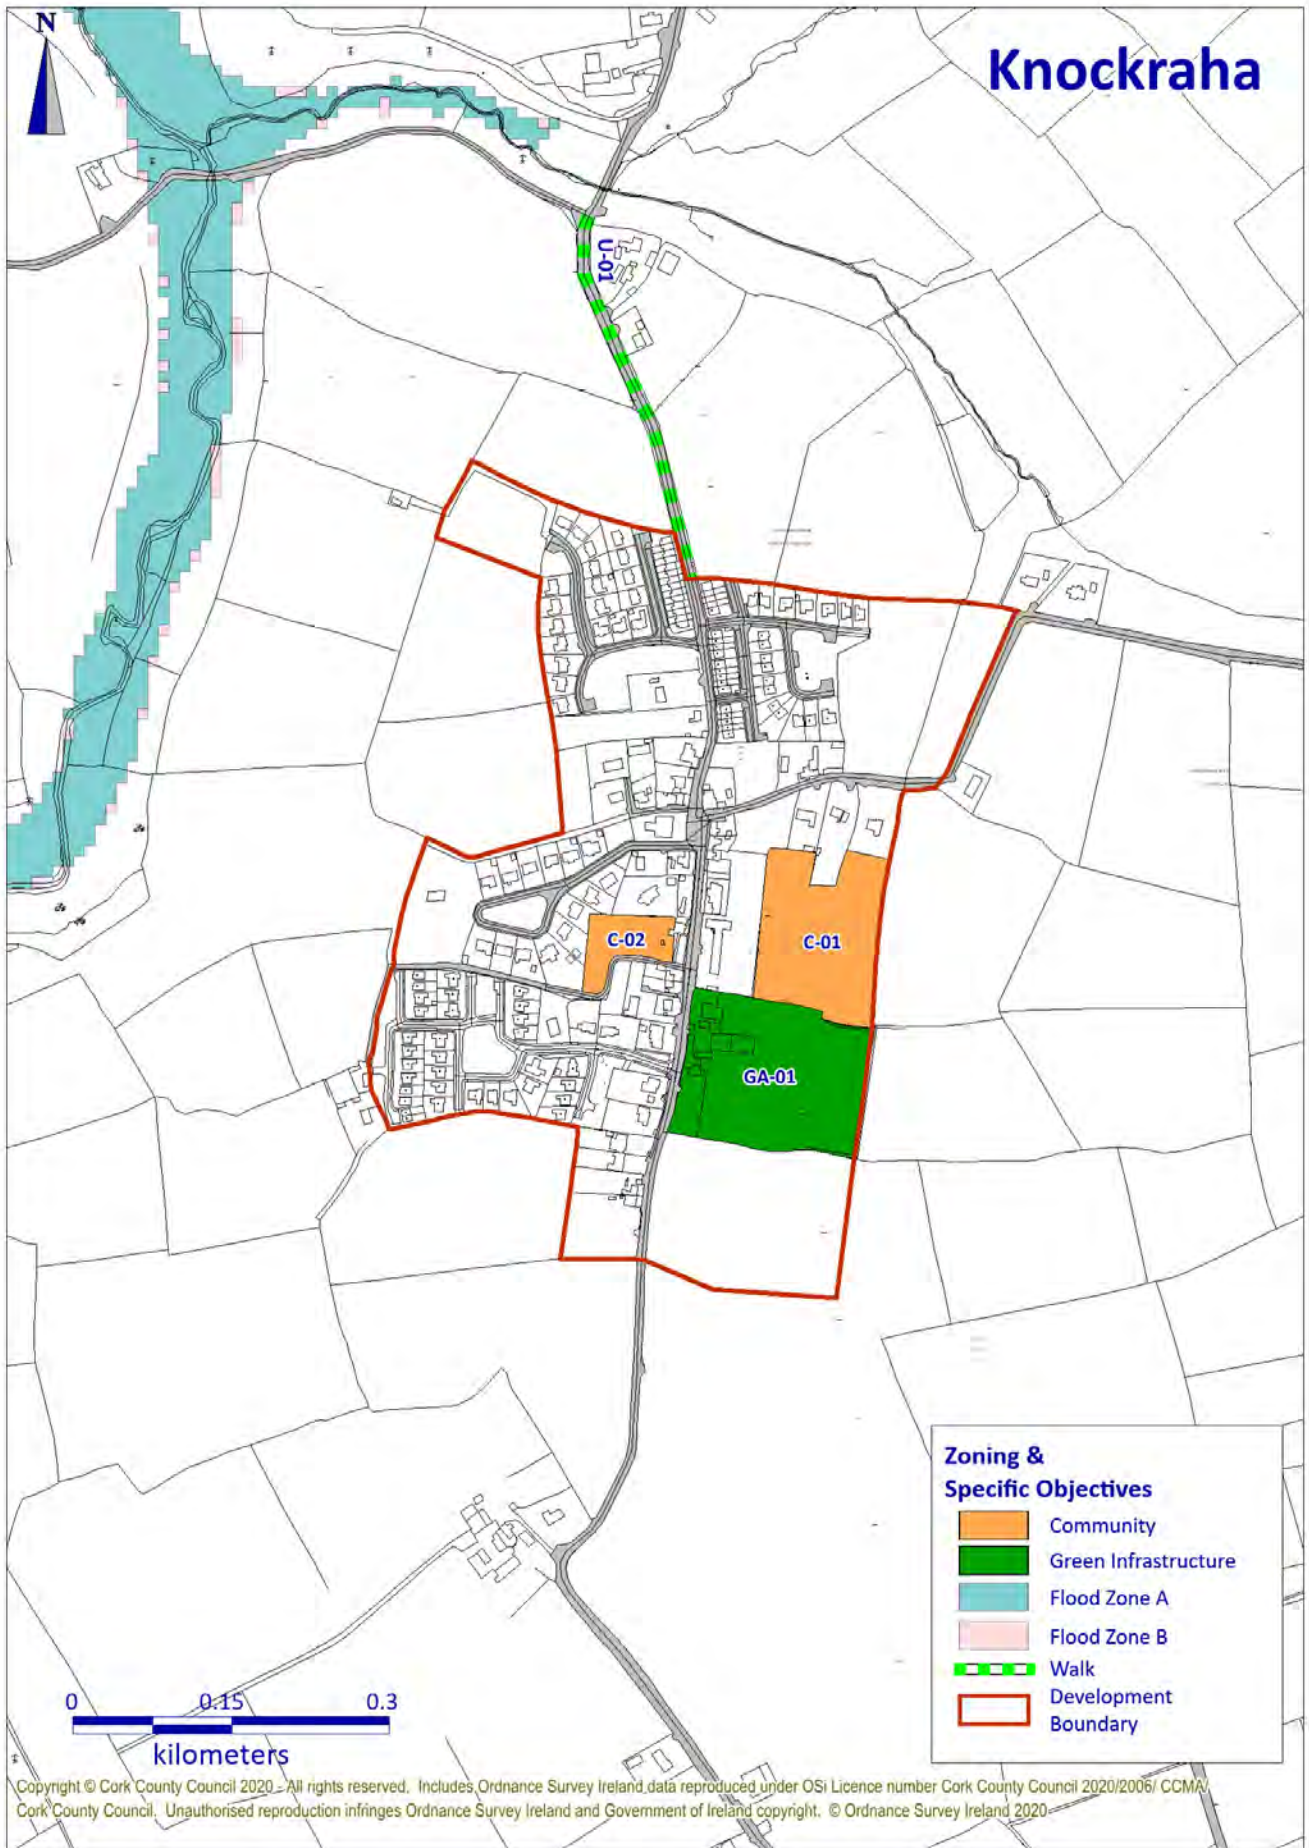 N
Knockraha
U-01
C-02
C-01
GA-01
Zoning &
Specific Objectives
Community
Green Infrastructure
Flood Zone A
Flood Zone B
Walk
Development
Boundary
0 0.15 0.3
kilometers
Copyright © Cork County Council 2020 - All rights reserved. Includes Ordnance Survey Ireland data reproduced under OSi Licence number Cork County Council 2020/2006/ CCMA/
Cork County Council. Unauthorised reproduction infringes Ordnance Survey Ireland and Government of Ireland copyright. © Ordnance Survey Ireland 2020